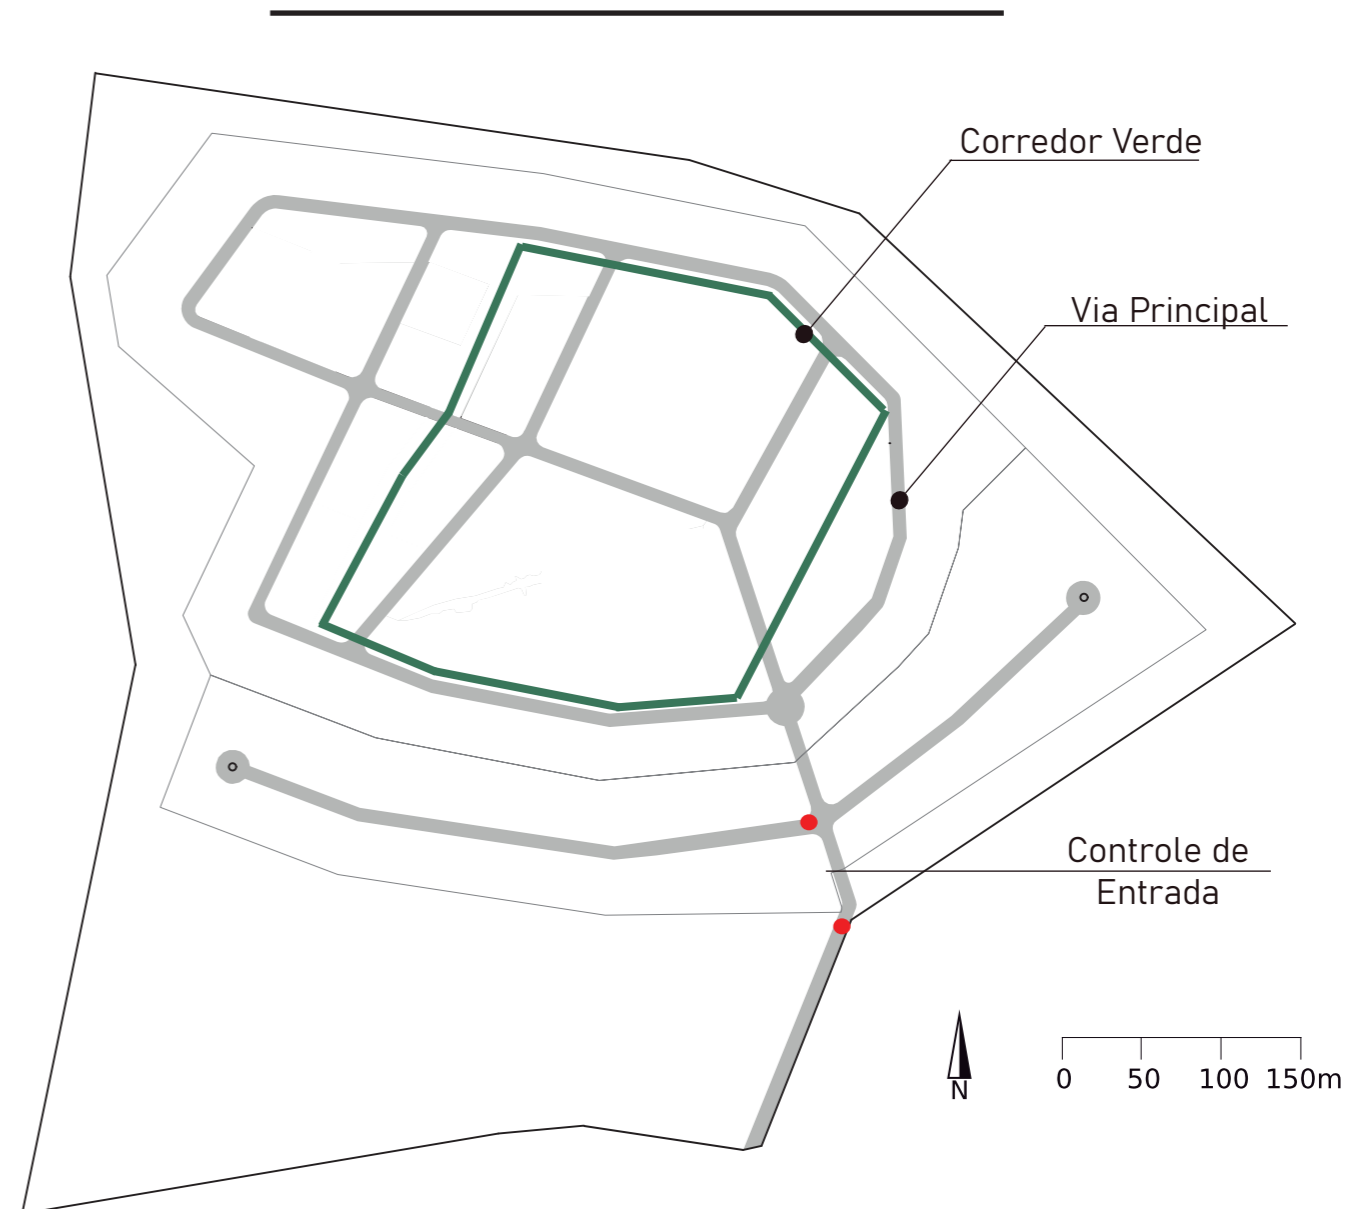 Corredor Verde
Via Principal
Controle de
Entrada
N
0 50 100 150m